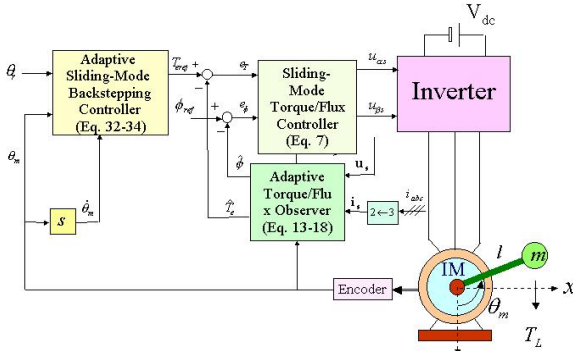 V_dc
Adaptive
Sliding-Mode
Backstepping
Controller
(Eq. 32-34)
T_eref
+
−
e_T
Sliding-
Mode
Torque/Flux
Controller
(Eq. 7)
u_αs
u_βs
Inverter
θ_r
ϕ_ref
+
−
e_ϕ
θ_m
ϕ̂
T̂_e
Adaptive
Torque/Flu
x Observer
(Eq. 13-18)
u_s
i_s
2←3
i_abc
s
θ̇_m
Encoder
IM
l
m
x
θ_m
T_L